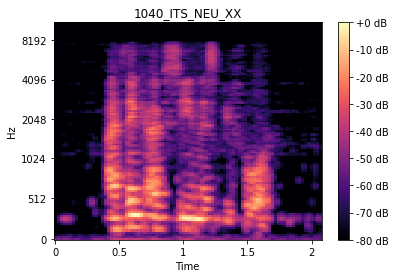 1040_ITS_NEU_XX
+0 dB
8192
-10 dB
4096
-20 dB
-30 dB
2048
Hz
-40 dB
1024
-50 dB
512
-60 dB
-70 dB
0
-80 dB
0
0.5
1
1.5
2
Time